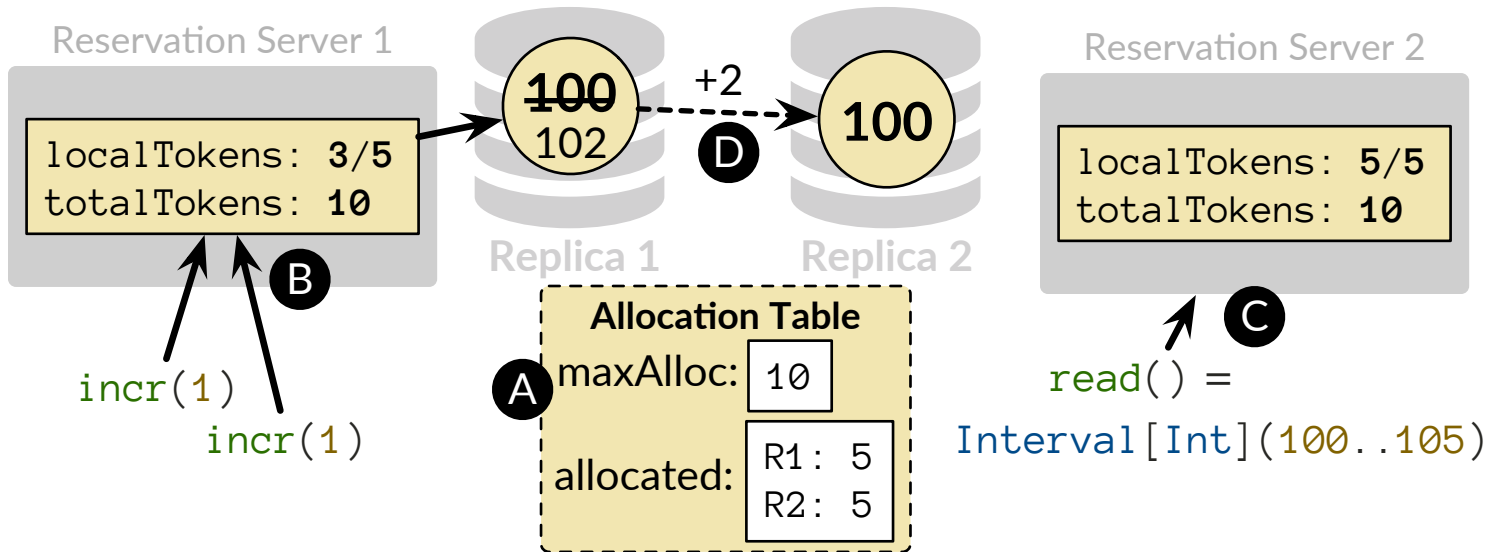 Reservation Server 1
localTokens: 3/5
totalTokens: 10
B
incr(1)
incr(1)
100
102
Replica 1
+2
D
100
Replica 2
Allocation Table
A
maxAlloc: 10
allocated:
R1: 5
R2: 5
Reservation Server 2
localTokens: 5/5
totalTokens: 10
C
read() =
Interval[Int](100..105)